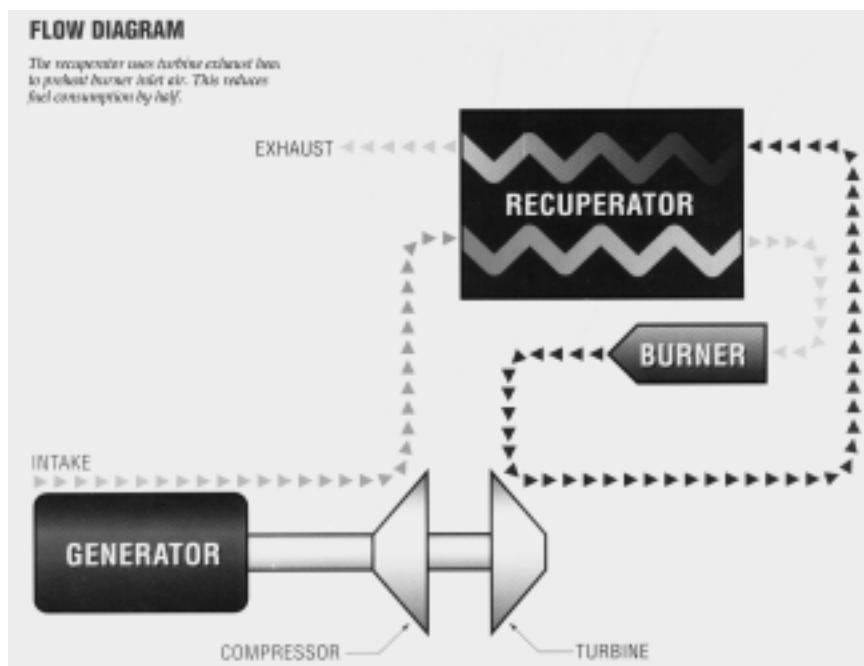 FLOW DIAGRAM
The recuperator uses turbine exhaust heat
to preheat burner inlet air. This reduces
fuel consumption by half.
EXHAUST
RECUPERATOR
BURNER
INTAKE
GENERATOR
COMPRESSOR
TURBINE